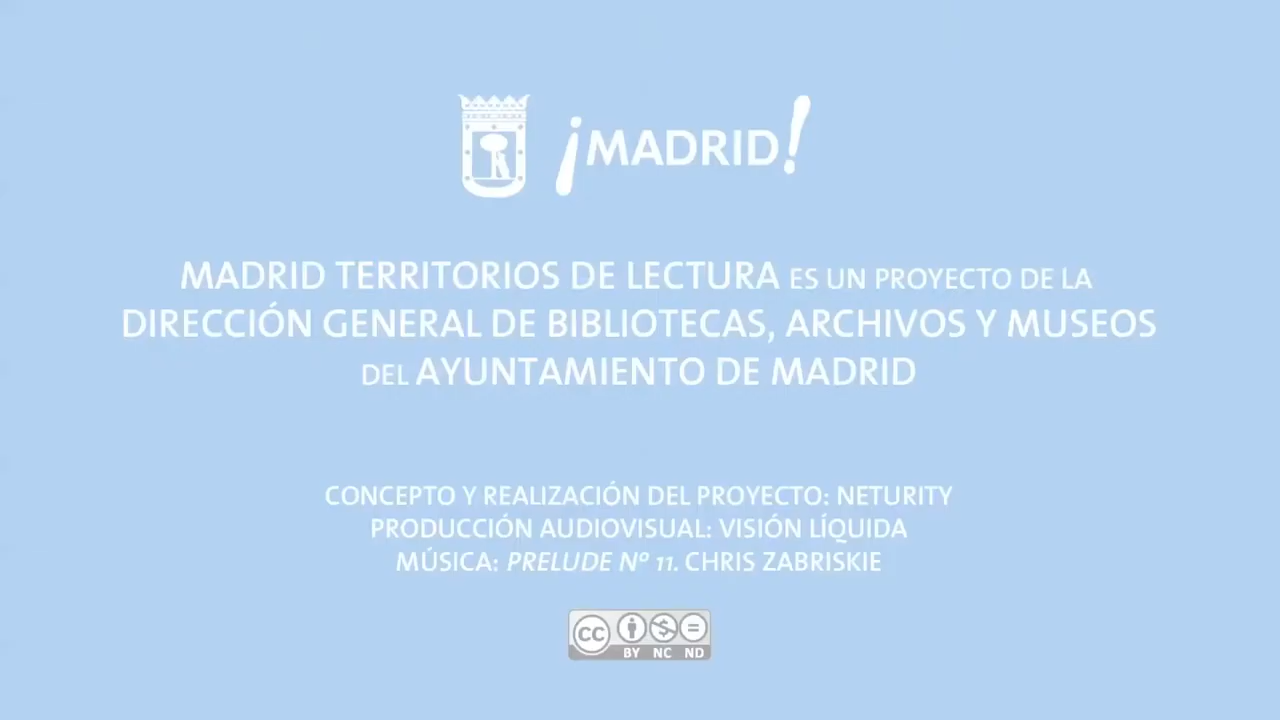 ¡MADRID!
MADRID TERRITORIOS DE LECTURA ES UN PROYECTO DE LA
DIRECCIÓN GENERAL DE BIBLIOTECAS, ARCHIVOS Y MUSEOS
DEL AYUNTAMIENTO DE MADRID
CONCEPTO Y REALIZACIÓN DEL PROYECTO: NETURITY
PRODUCCIÓN AUDIOVISUAL: VISIÓN LÍQUIDA
MÚSICA: PRELUDE Nº 11. CHRIS ZABRISKIE
CC
BY NC ND